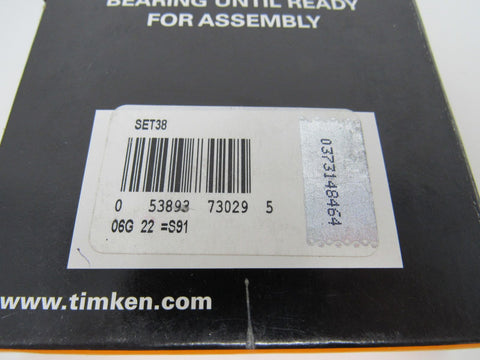 BEARING UNTIL READY
FOR ASSEMBLY
SET38
0 53893 73029 5
06G 22 =S91
0373148464
www.timken.com